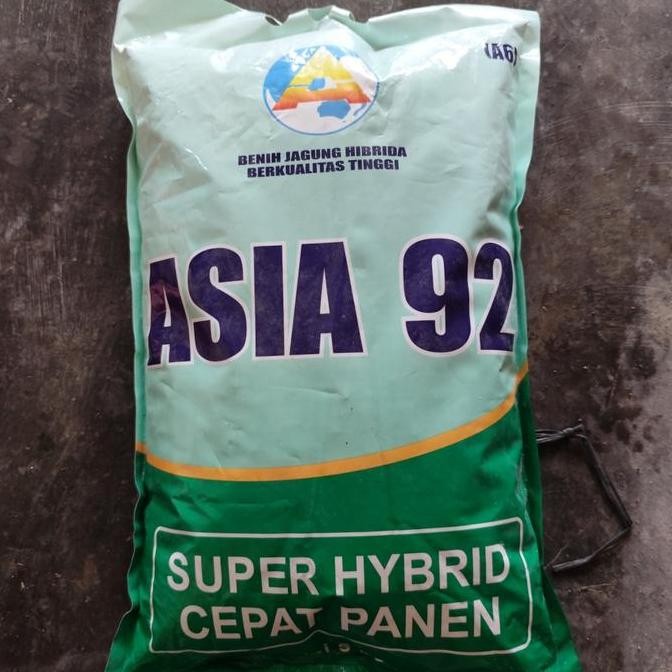 (A6)
BENIH JAGUNG HIBRIDA
BERKUALITAS TINGGI
ASIA 92
SUPER HYBRID
CEPAT PANEN